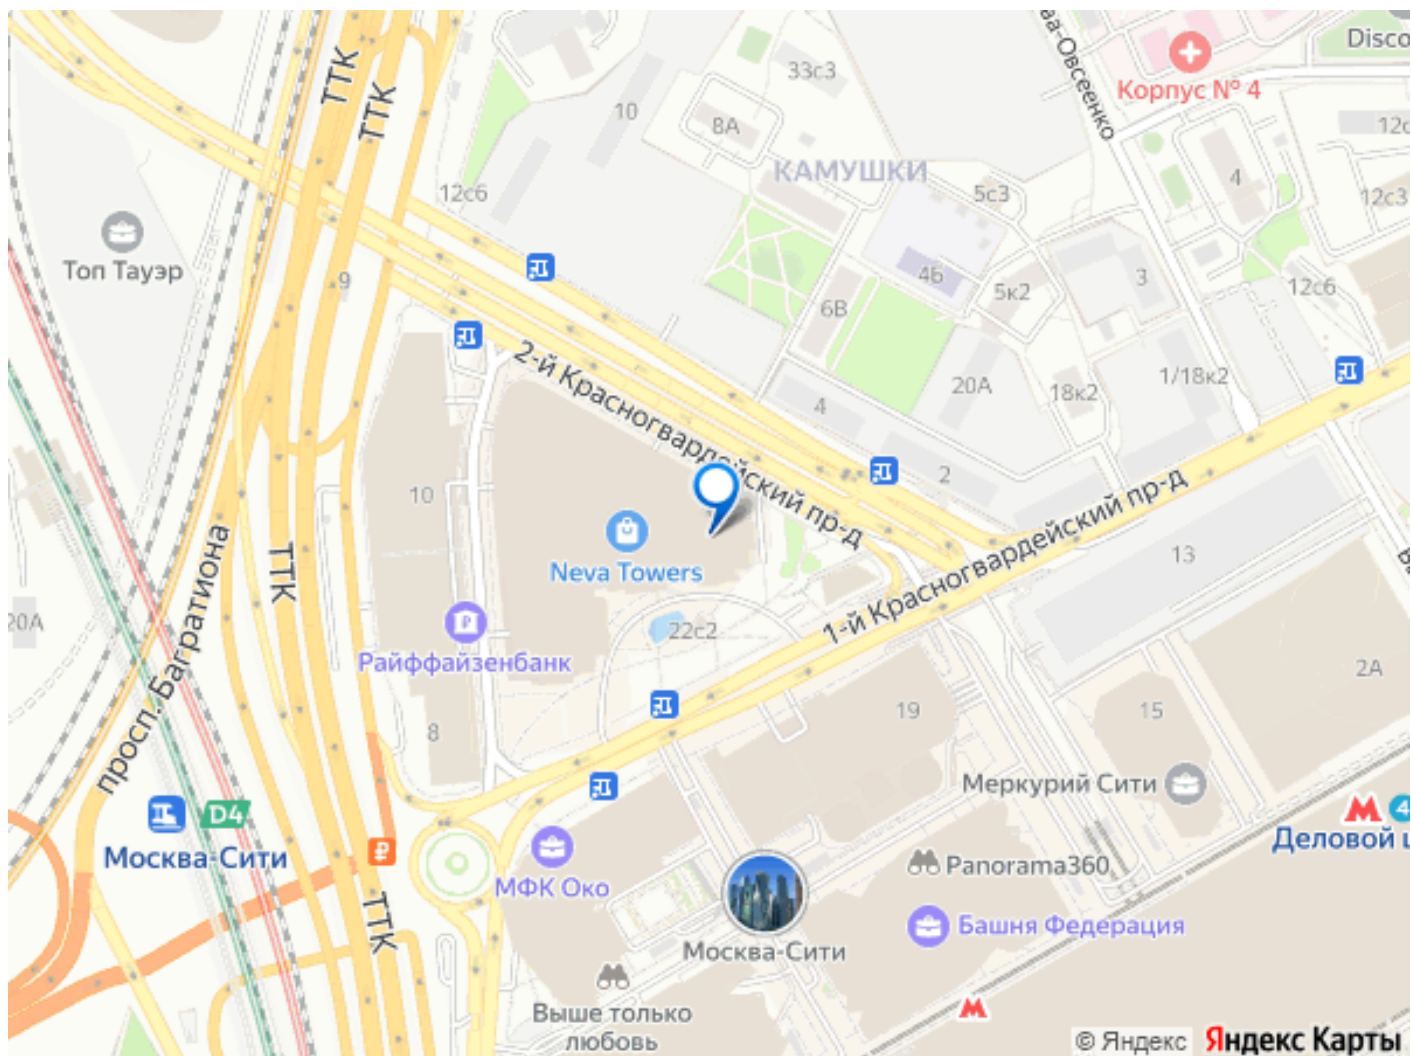 ТТК
ТТК
аа-Овсеенко
Disco
33с3
10
8А
Корпус № 4
12с
КАМУШКИ
12с6
5с3
4
12с3
Топ Тауэр
9
4Б
5к2
3
12с6
6В
2-й Красногвардейский пр-д
20А
18к2
1/18к2
4
2
10
1-й Красногвардейский пр-д
13
ТТК
Neva Towers
просп. Багратиона
20А
22с2
Райффайзенбанк
2А
19
15
8
Меркурий Сити
D4
4
Москва-Сити
Деловой ц
МФК Око
Panorama360
ТТК
Башня Федерация
Москва-Сити
Выше только
любовь
© Яндекс Яндекс Карты